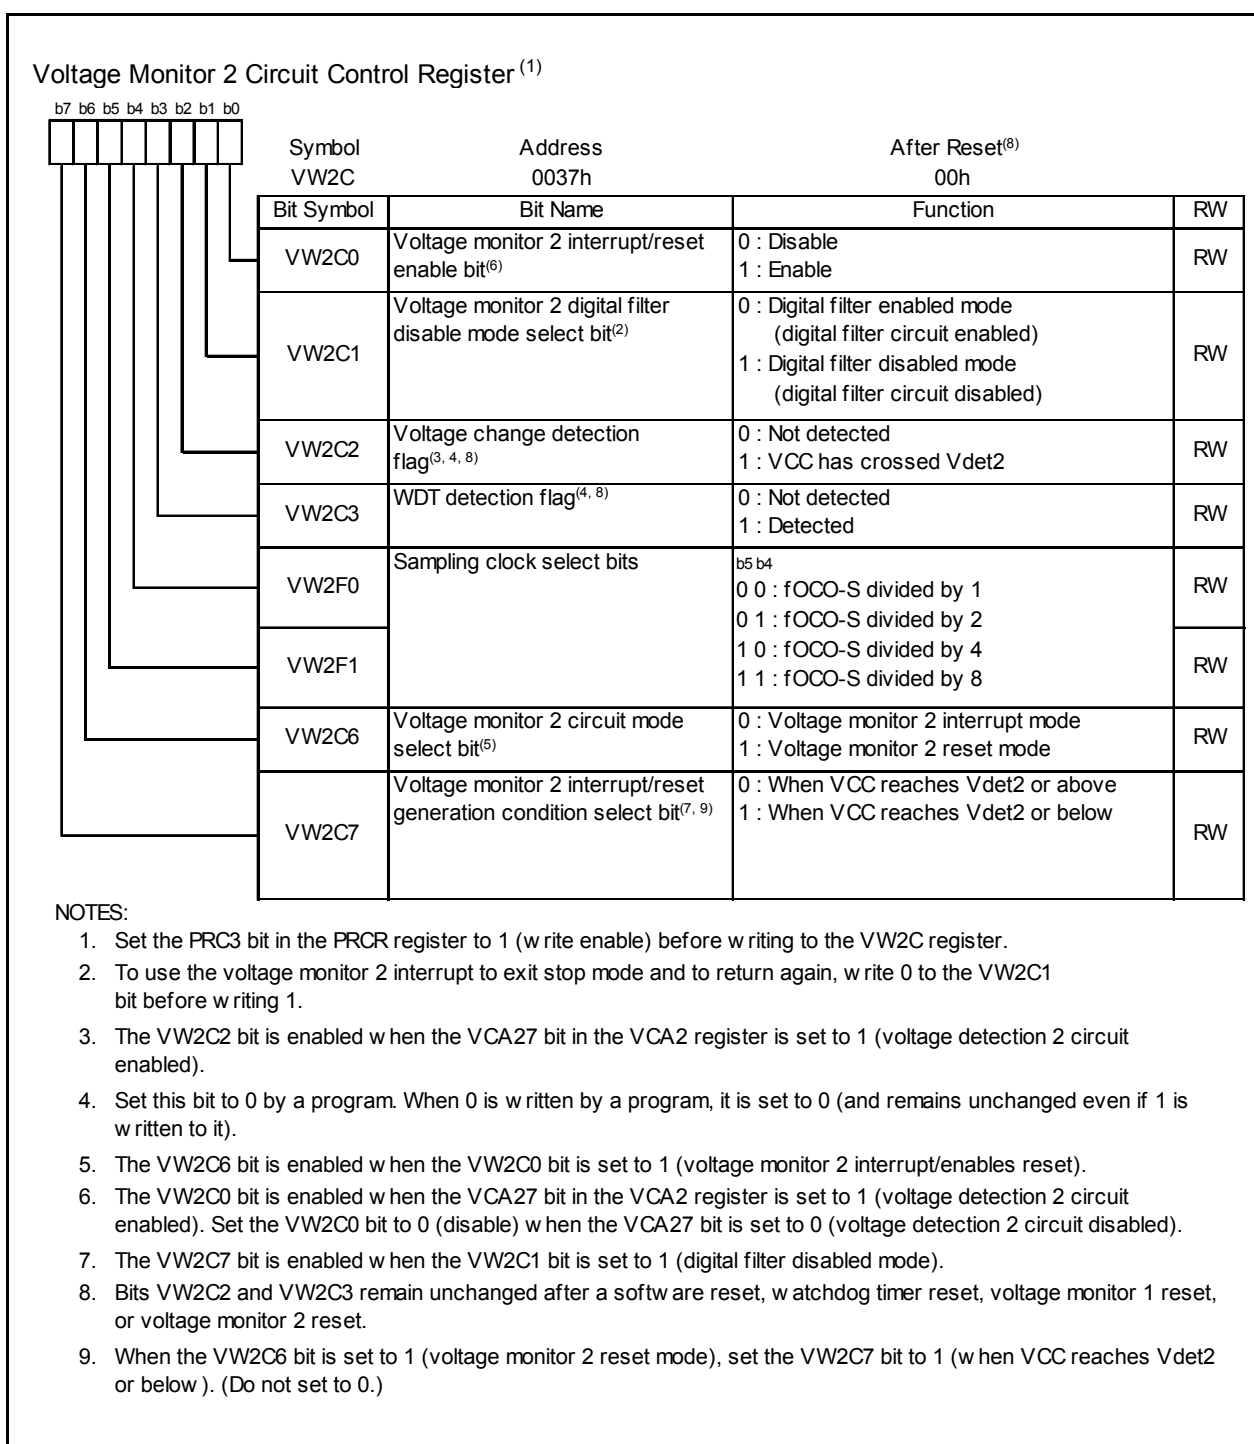 Voltage Monitor 2 Circuit Control Register (1)
b7 b6 b5 b4 b3 b2 b1 b0
Symbol Address After Reset(8)
VW2C 0037h 00h
Bit Symbol Bit Name Function RW
VW2C0 Voltage monitor 2 interrupt/reset 0 : Disable RW
enable bit(6) 1 : Enable
VW2C1 Voltage monitor 2 digital filter 0 : Digital filter enabled mode RW
disable mode select bit(2) (digital filter circuit enabled)
1 : Digital filter disabled mode
(digital filter circuit disabled)
VW2C2 Voltage change detection 0 : Not detected RW
flag(3, 4, 8) 1 : VCC has crossed Vdet2
VW2C3 WDT detection flag(4, 8) 0 : Not detected RW
1 : Detected
VW2F0 Sampling clock select bits b5 b4 RW
0 0 : fOCO-S divided by 1
0 1 : fOCO-S divided by 2
VW2F1 1 0 : fOCO-S divided by 4 RW
1 1 : fOCO-S divided by 8
VW2C6 Voltage monitor 2 circuit mode 0 : Voltage monitor 2 interrupt mode RW
select bit(5) 1 : Voltage monitor 2 reset mode
VW2C7 Voltage monitor 2 interrupt/reset 0 : When VCC reaches Vdet2 or above RW
generation condition select bit(7, 9) 1 : When VCC reaches Vdet2 or below
NOTES:
1. Set the PRC3 bit in the PRCR register to 1 (write enable) before writing to the VW2C register.
2. To use the voltage monitor 2 interrupt to exit stop mode and to return again, write 0 to the VW2C1
bit before writing 1.
3. The VW2C2 bit is enabled when the VCA27 bit in the VCA2 register is set to 1 (voltage detection 2 circuit
enabled).
4. Set this bit to 0 by a program. When 0 is written by a program, it is set to 0 (and remains unchanged even if 1 is
written to it).
5. The VW2C6 bit is enabled when the VW2C0 bit is set to 1 (voltage monitor 2 interrupt/enables reset).
6. The VW2C0 bit is enabled when the VCA27 bit in the VCA2 register is set to 1 (voltage detection 2 circuit
enabled). Set the VW2C0 bit to 0 (disable) when the VCA27 bit is set to 0 (voltage detection 2 circuit disabled).
7. The VW2C7 bit is enabled when the VW2C1 bit is set to 1 (digital filter disabled mode).
8. Bits VW2C2 and VW2C3 remain unchanged after a software reset, watchdog timer reset, voltage monitor 1 reset,
or voltage monitor 2 reset.
9. When the VW2C6 bit is set to 1 (voltage monitor 2 reset mode), set the VW2C7 bit to 1 (when VCC reaches Vdet2
or below). (Do not set to 0.)